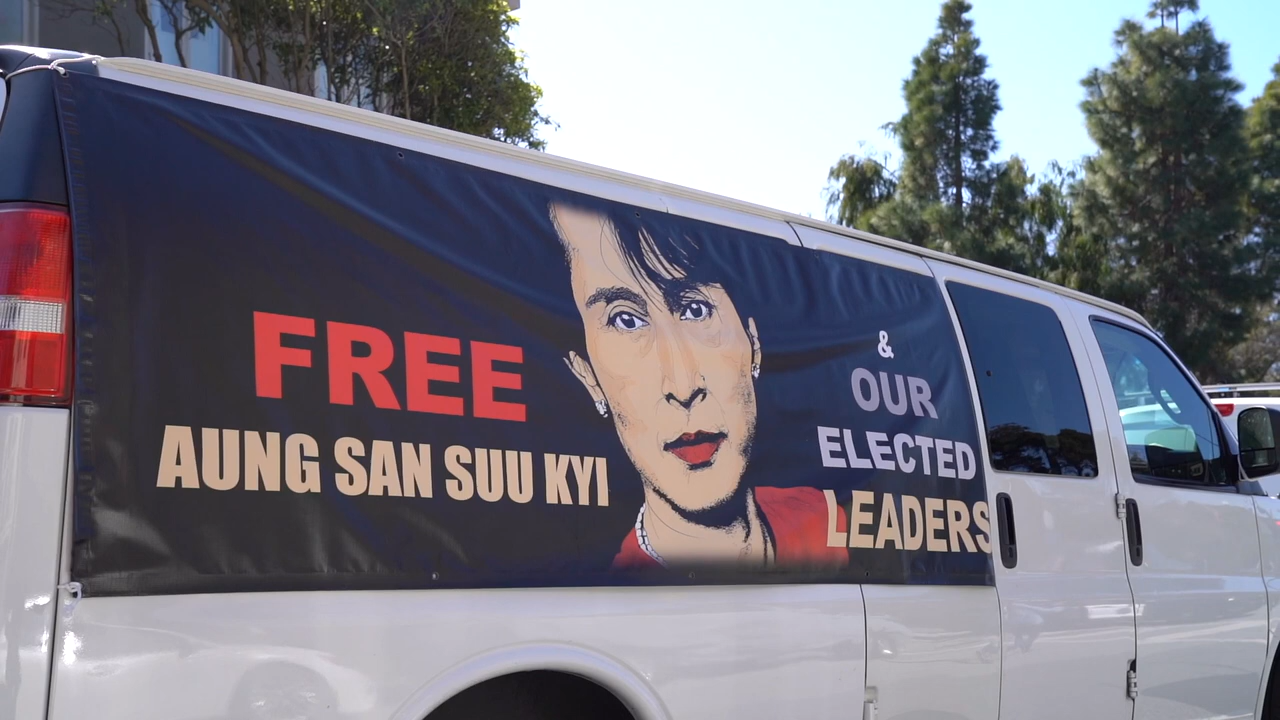 FREE
AUNG SAN SUU KYI
&
OUR
ELECTED
LEADERS